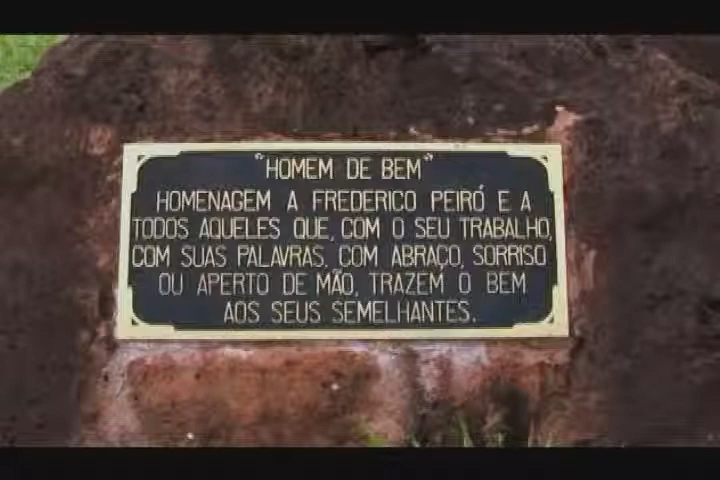 "HOMEM DE BEM"
HOMENAGEM A FREDERICO PEIRÓ E A
TODOS AQUELES QUE, COM O SEU TRABALHO,
COM SUAS PALAVRAS, COM ABRAÇO, SORRISO
OU APERTO DE MÃO, TRAZEM O BEM
AOS SEUS SEMELHANTES.